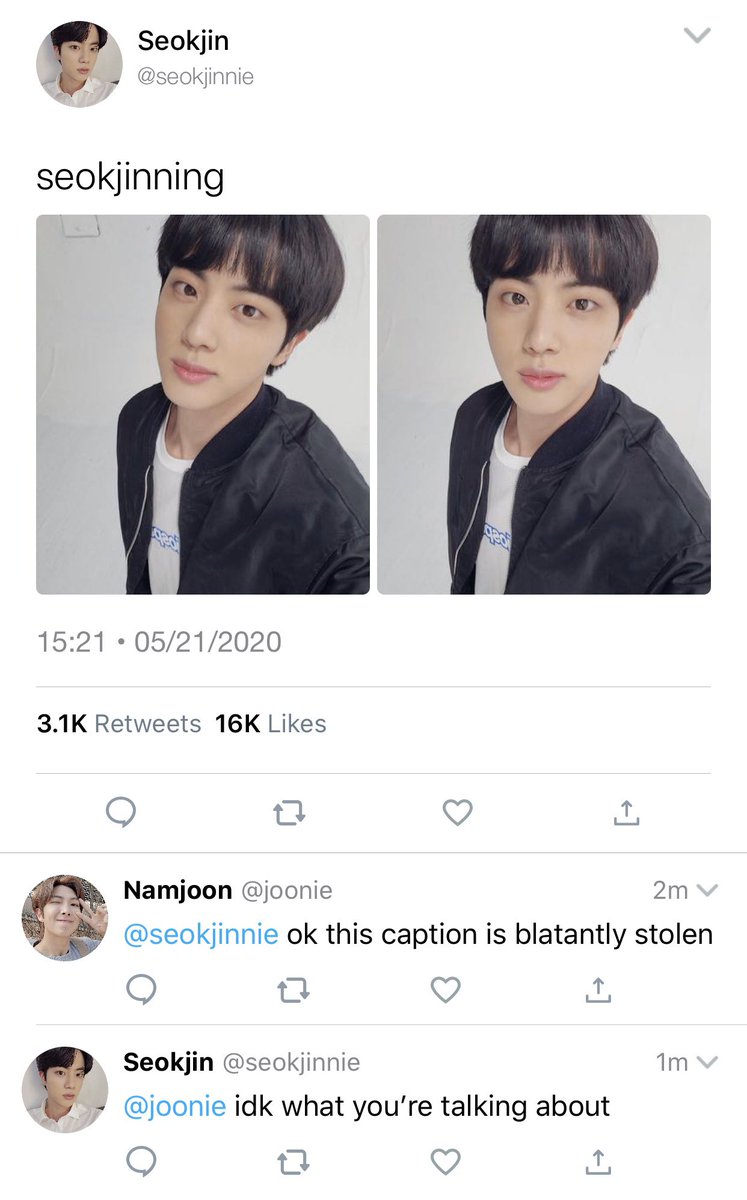 Seokjin
@seokjinnie
seokjinning
15:21 • 05/21/2020
3.1K Retweets 16K Likes
Namjoon @joonie 2m
@seokjinnie ok this caption is blatantly stolen
Seokjin @seokjinnie 1m
@joonie idk what you’re talking about